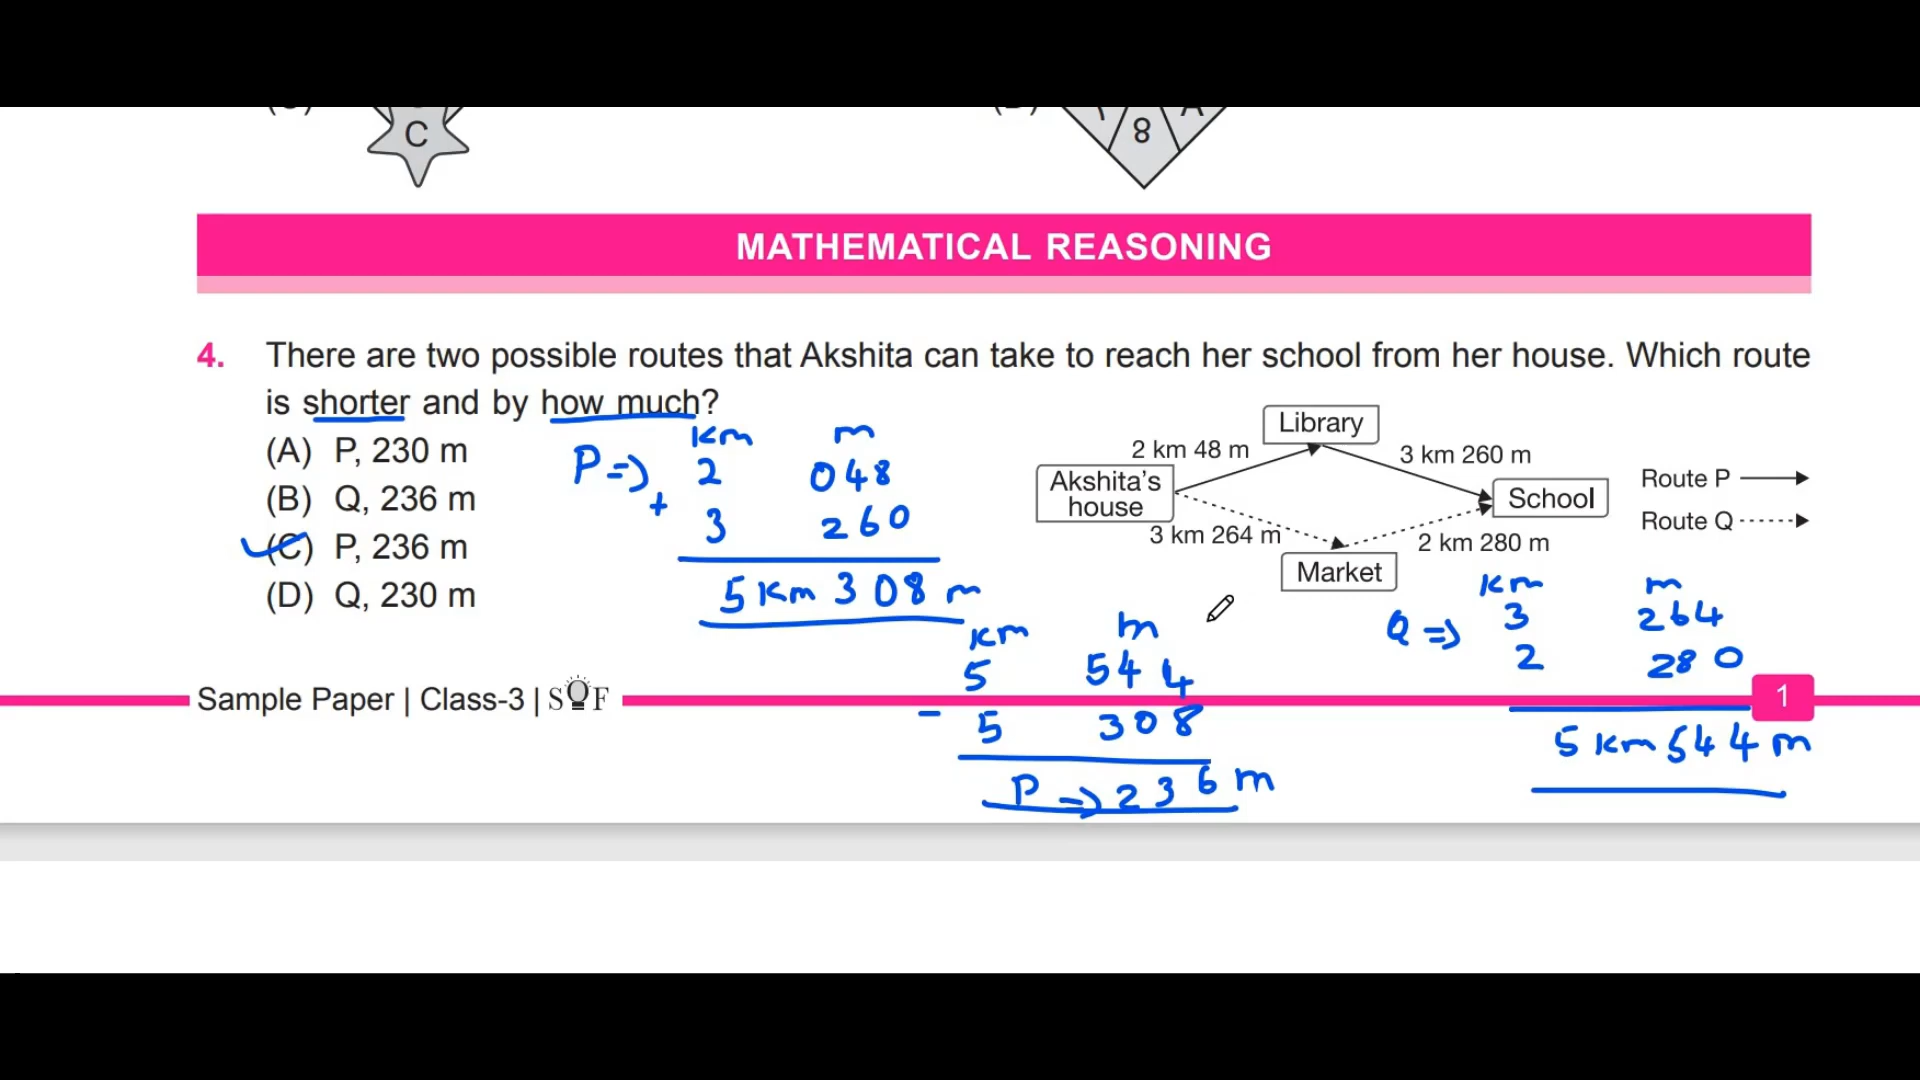 C
8
MATHEMATICAL REASONING
4. There are two possible routes that Akshita can take to reach her school from her house. Which route
is shorter and by how much?
(A) P, 230 m
(B) Q, 236 m
(C) P, 236 m
(D) Q, 230 m
Library
2 km 48 m
3 km 260 m
Akshita's
house
School
3 km 264 m
2 km 280 m
Market
Route P
Route Q
km m
P => 2 048
+ 3 260
5 km 308 m
km m
Q => 3 264
2 280
5 km 544 m
km m
5 544
- 5 308
P => 236 m
Sample Paper | Class-3 | SOF
1